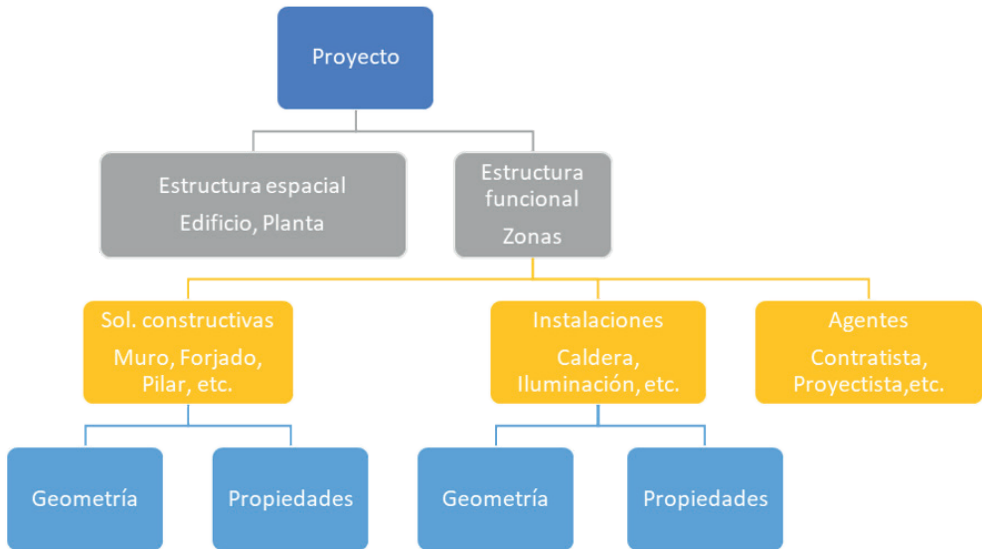 Proyecto
Estructura espacial
Edificio, Planta
Estructura
funcional
Zonas
Sol. constructivas
Muro, Forjado,
Pilar, etc.
Instalaciones
Caldera,
Iluminación, etc.
Agentes
Contratista,
Proyectista,etc.
Geometría
Propiedades
Geometría
Propiedades